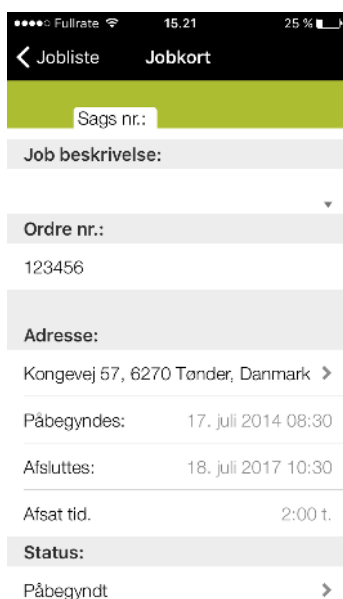 Fullrate 15.21 25 %
Jobliste Jobkort
Sags nr.:
Job beskrivelse:
Ordre nr.:
123456
Adresse:
Kongevej 57, 6270 Tønder, Danmark
Påbegyndes: 17. juli 2014 08:30
Afsluttes: 18. juli 2017 10:30
Afsat tid. 2:00 t.
Status:
Påbegyndt